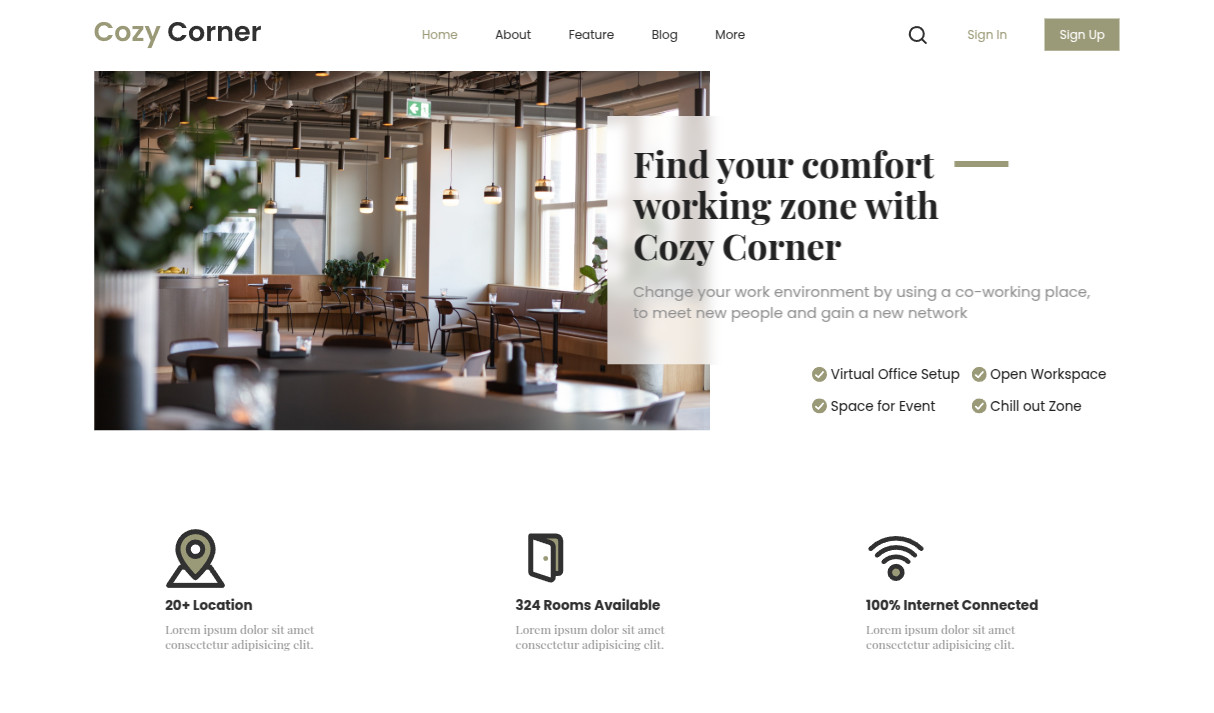 Cozy Corner
Home About Feature Blog More
Sign In Sign Up
Find your comfort
working zone with
Cozy Corner
Change your work environment by using a co-working place,
to meet new people and gain a new network
Virtual Office Setup Open Workspace
Space for Event Chill out Zone
20+ Location
Lorem ipsum dolor sit amet
consectetur adipisicing elit.
324 Rooms Available
Lorem ipsum dolor sit amet
consectetur adipisicing elit.
100% Internet Connected
Lorem ipsum dolor sit amet
consectetur adipisicing elit.